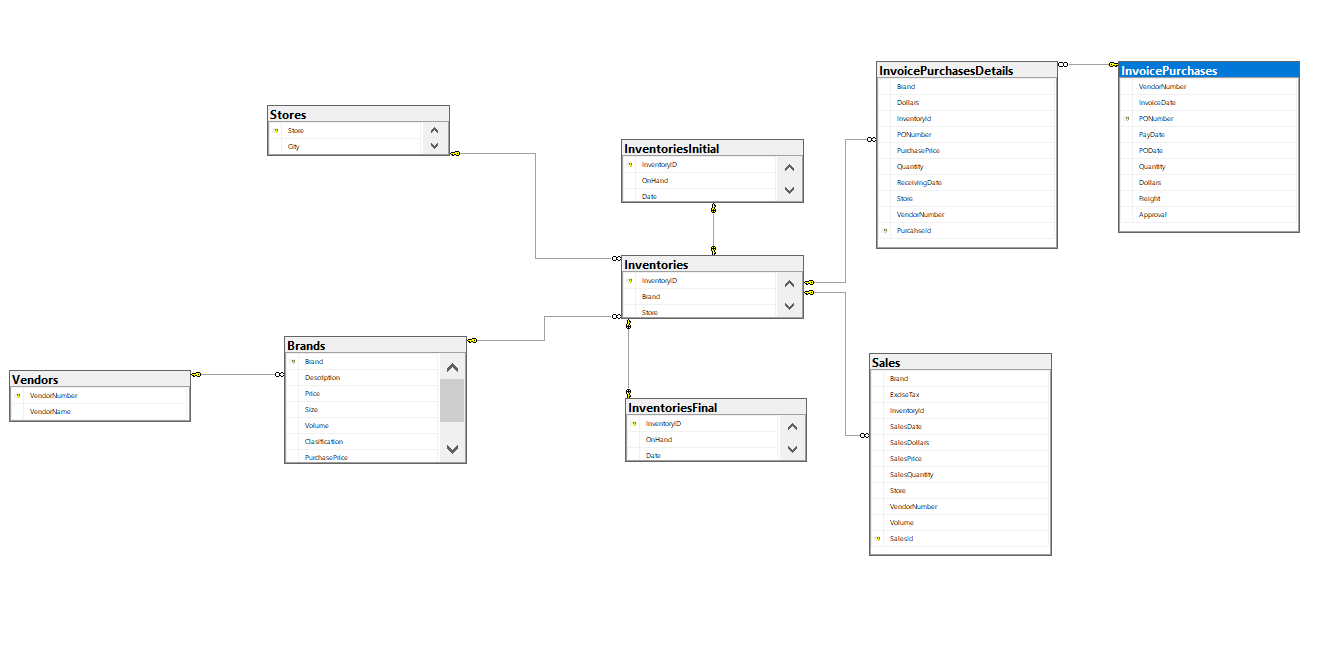 Stores
Store
City
Vendors
VendorNumber
VendorName
Brands
Brand
Description
Price
Size
Volume
Clasification
PurchasePrice
InventoriesInitial
InventoryID
OnHand
Date
Inventories
InventoryID
Brand
Store
InventoriesFinal
InventoryID
OnHand
Date
InvoicePurchasesDetails
Brand
Dollars
InventoryId
PONumber
PurchasePrice
Quantity
ReceivingDate
Store
VendorNumber
PurcahseId
Sales
Brand
ExciseTax
InventoryId
SalesDate
SalesDollars
SalesPrice
SalesQuantity
Store
VendorNumber
Volume
SalesId
InvoicePurchases
VendorNumber
InvoiceDate
PONumber
PayDate
PODate
Quantity
Dollars
Freight
Approval